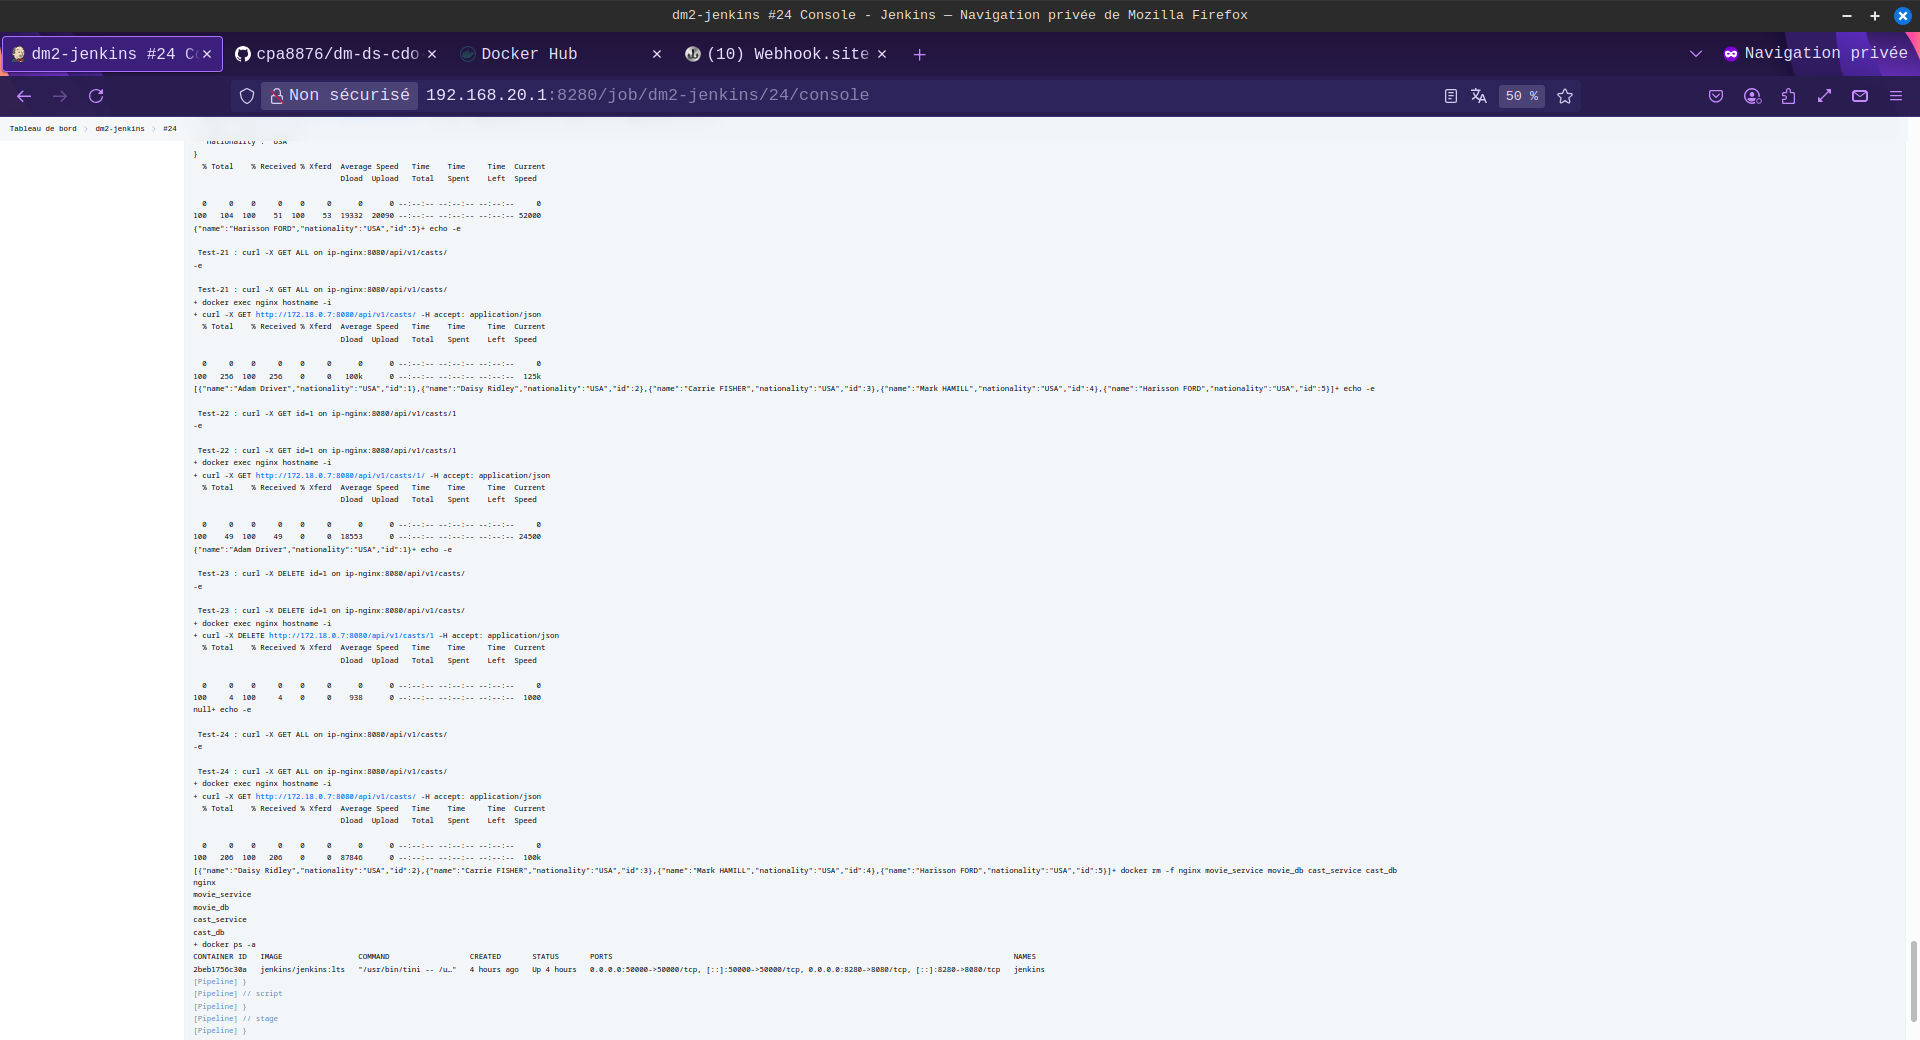 dm2-jenkins #24 Console - Jenkins — Navigation privée de Mozilla Firefox
dm2-jenkins #24 C
cpa8876/dm-ds-cdo
Docker Hub
(10) Webhook.site
Navigation privée
Non sécurisé
192.168.20.1:8280/job/dm2-jenkins/24/console
50 %
Tableau de bord > dm2-jenkins > #24
"nationality": "USA"
}
% Total % Received % Xferd Average Speed Time Time Time Current
Dload Upload Total Spent Left Speed
0 0 0 0 0 0 0 0 --:--:-- --:--:-- --:--:-- 0
100 104 100 51 100 53 19332 20090 --:--:-- --:--:-- --:--:-- 52000
{"name":"Harisson FORD","nationality":"USA","id":5}+ echo -e
Test-21 : curl -X GET ALL on ip-nginx:8080/api/v1/casts/
-e
Test-21 : curl -X GET ALL on ip-nginx:8080/api/v1/casts/
+ docker exec nginx hostname -i
+ curl -X GET http://172.18.0.7:8080/api/v1/casts/ -H accept: application/json
% Total % Received % Xferd Average Speed Time Time Time Current
Dload Upload Total Spent Left Speed
0 0 0 0 0 0 0 0 --:--:-- --:--:-- --:--:-- 0
100 256 100 256 0 0 100k 0 --:--:-- --:--:-- --:--:-- 125k
[{"name":"Adam Driver","nationality":"USA","id":1},{"name":"Daisy Ridley","nationality":"USA","id":2},{"name":"Carrie FISHER","nationality":"USA","id":3},{"name":"Mark HAMILL","nationality":"USA","id":4},{"name":"Harisson FORD","nationality":"USA","id":5}]+ echo -e
Test-22 : curl -X GET id=1 on ip-nginx:8080/api/v1/casts/1
-e
Test-22 : curl -X GET id=1 on ip-nginx:8080/api/v1/casts/1
+ docker exec nginx hostname -i
+ curl -X GET http://172.18.0.7:8080/api/v1/casts/1/ -H accept: application/json
% Total % Received % Xferd Average Speed Time Time Time Current
Dload Upload Total Spent Left Speed
0 0 0 0 0 0 0 0 --:--:-- --:--:-- --:--:-- 0
100 49 100 49 0 0 18553 0 --:--:-- --:--:-- --:--:-- 24500
{"name":"Adam Driver","nationality":"USA","id":1}+ echo -e
Test-23 : curl -X DELETE id=1 on ip-nginx:8080/api/v1/casts/
-e
Test-23 : curl -X DELETE id=1 on ip-nginx:8080/api/v1/casts/
+ docker exec nginx hostname -i
+ curl -X DELETE http://172.18.0.7:8080/api/v1/casts/1 -H accept: application/json
% Total % Received % Xferd Average Speed Time Time Time Current
Dload Upload Total Spent Left Speed
0 0 0 0 0 0 0 0 --:--:-- --:--:-- --:--:-- 0
100 4 100 4 0 0 938 0 --:--:-- --:--:-- --:--:-- 1000
null+ echo -e
Test-24 : curl -X GET ALL on ip-nginx:8080/api/v1/casts/
-e
Test-24 : curl -X GET ALL on ip-nginx:8080/api/v1/casts/
+ docker exec nginx hostname -i
+ curl -X GET http://172.18.0.7:8080/api/v1/casts/ -H accept: application/json
% Total % Received % Xferd Average Speed Time Time Time Current
Dload Upload Total Spent Left Speed
0 0 0 0 0 0 0 0 --:--:-- --:--:-- --:--:-- 0
100 206 100 206 0 0 87846 0 --:--:-- --:--:-- --:--:-- 100k
[{"name":"Daisy Ridley","nationality":"USA","id":2},{"name":"Carrie FISHER","nationality":"USA","id":3},{"name":"Mark HAMILL","nationality":"USA","id":4},{"name":"Harisson FORD","nationality":"USA","id":5}]+ docker rm -f nginx movie_service movie_db cast_service cast_db
nginx
movie_service
movie_db
cast_service
cast_db
+ docker ps -a
CONTAINER ID IMAGE COMMAND CREATED STATUS PORTS NAMES
2beb1756c30a jenkins/jenkins:lts "/usr/bin/tini -- /u…" 4 hours ago Up 4 hours 0.0.0.0:50000->50000/tcp, [::]:50000->50000/tcp, 0.0.0.0:8280->8080/tcp, [::]:8280->8080/tcp jenkins
[Pipeline] }
[Pipeline] // script
[Pipeline] }
[Pipeline] // stage
[Pipeline] }